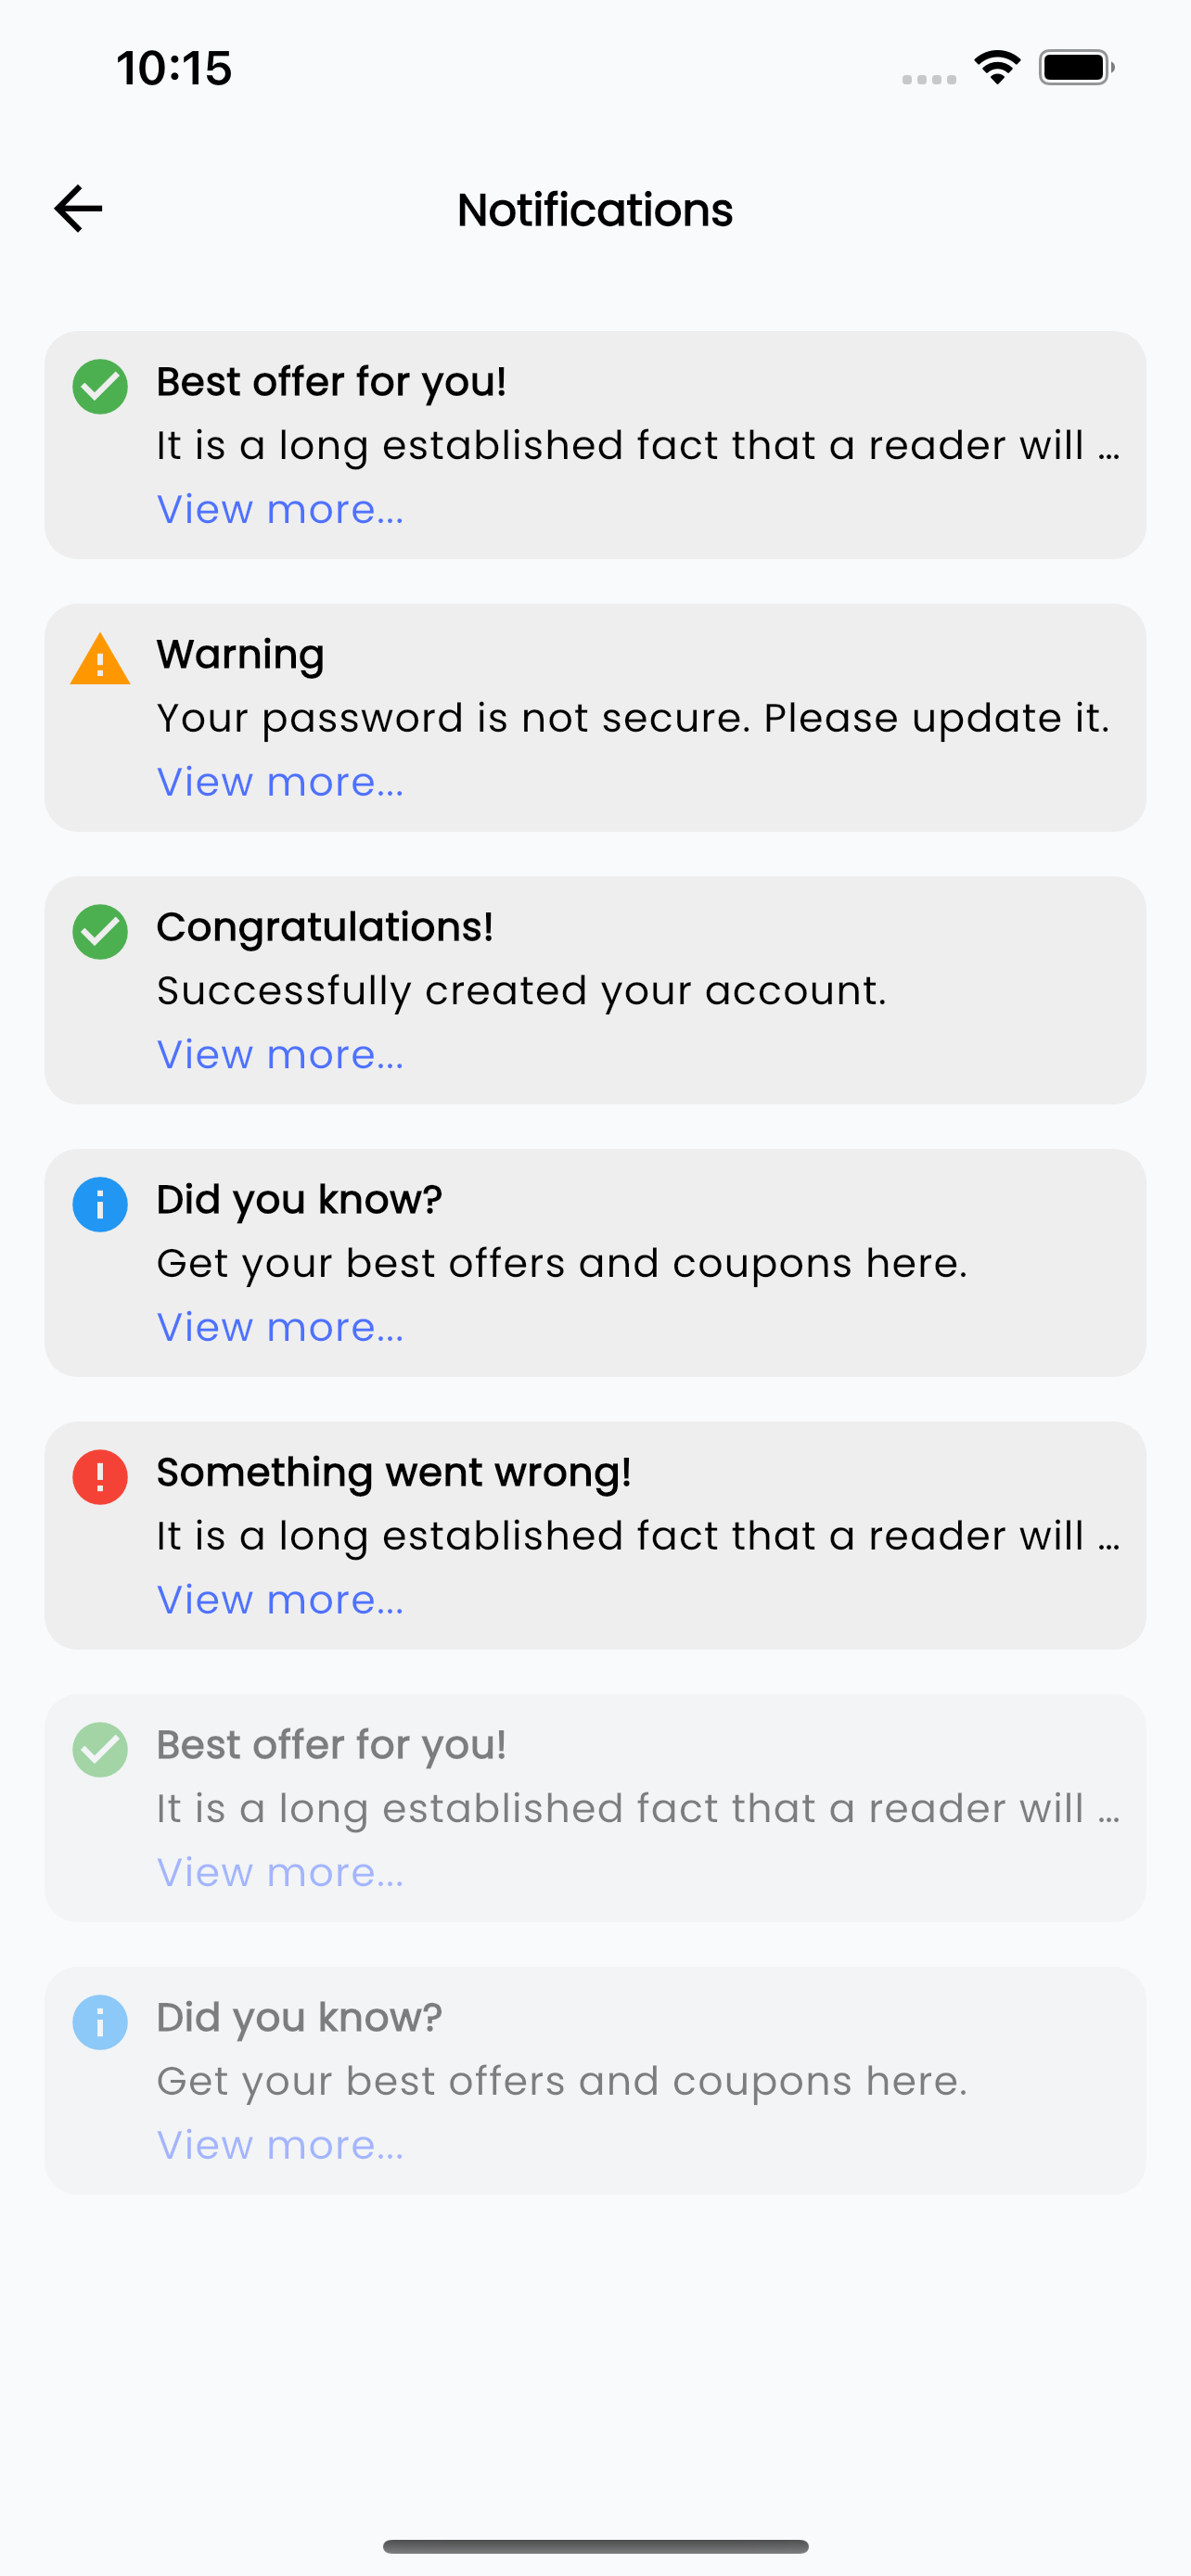 10:15
Notifications
Best offer for you!
It is a long established fact that a reader will ...
View more...
Warning
Your password is not secure. Please update it.
View more...
Congratulations!
Successfully created your account.
View more...
Did you know?
Get your best offers and coupons here.
View more...
Something went wrong!
It is a long established fact that a reader will ...
View more...
Best offer for you!
It is a long established fact that a reader will ...
View more...
Did you know?
Get your best offers and coupons here.
View more...